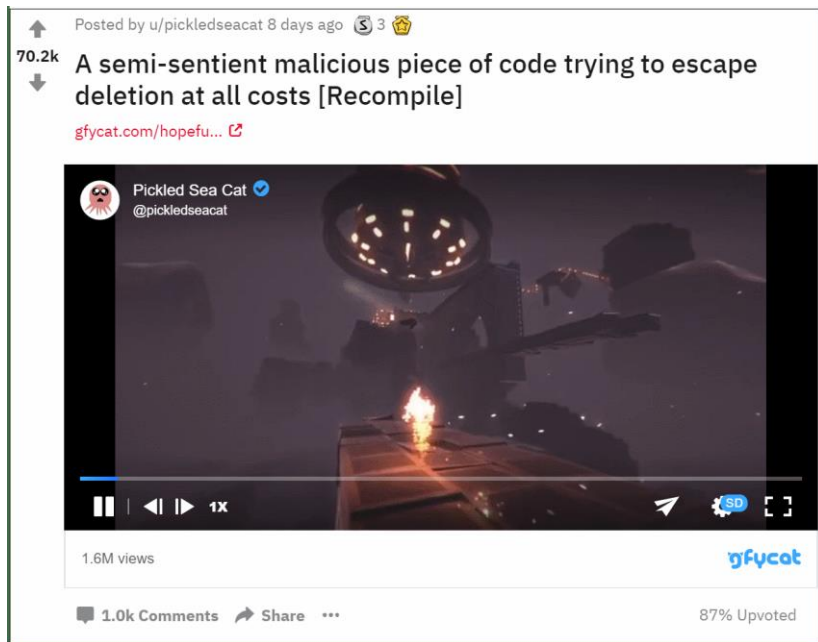 Posted by u/pickledseacat 8 days ago S 3
70.2k
A semi-sentient malicious piece of code trying to escape
deletion at all costs [Recompile]
gfycat.com/hopefu...
Pickled Sea Cat
@pickledseacat
1X
SD
1.6M views
gfycat
1.0k Comments
Share
87% Upvoted